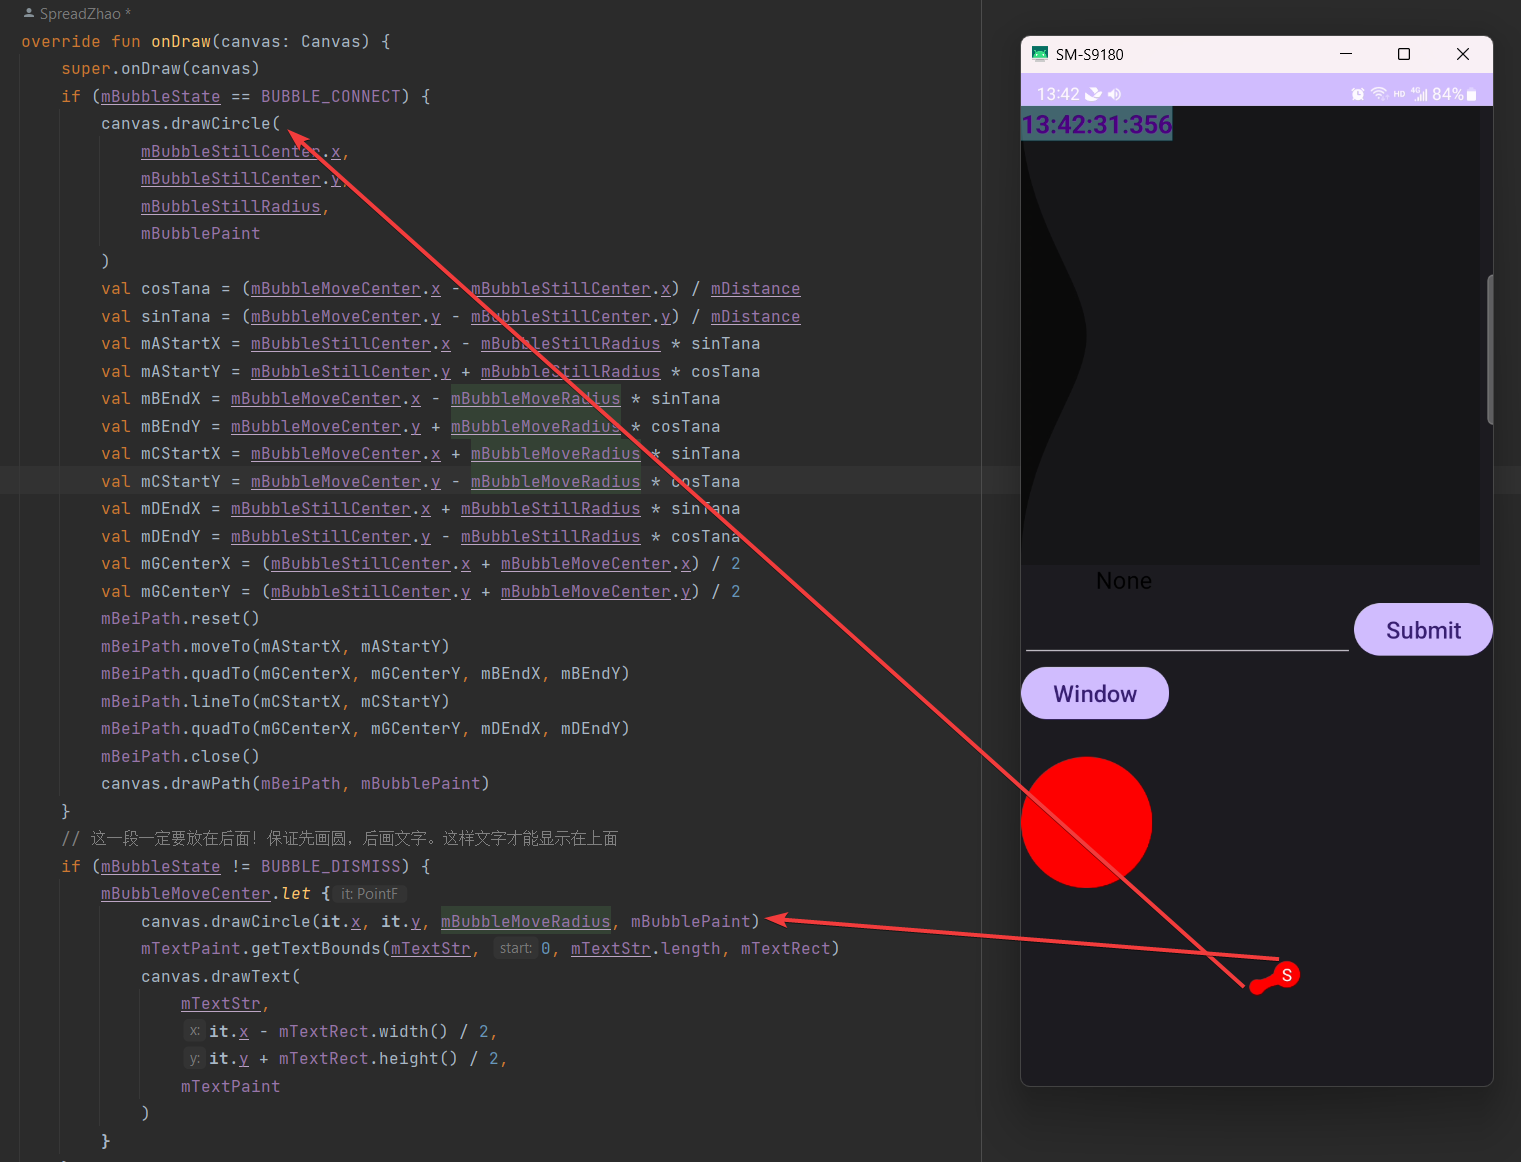 SpreadZhao *
override fun onDraw(canvas: Canvas) {
super.onDraw(canvas)
if (mBubbleState == BUBBLE_CONNECT) {
canvas.drawCircle(
mBubbleStillCenter.x,
mBubbleStillCenter.y,
mBubbleStillRadius,
mBubblePaint
)
val cosTana = (mBubbleMoveCenter.x - mBubbleStillCenter.x) / mDistance
val sinTana = (mBubbleMoveCenter.y - mBubbleStillCenter.y) / mDistance
val mAStartX = mBubbleStillCenter.x - mBubbleStillRadius * sinTana
val mAStartY = mBubbleStillCenter.y + mBubbleStillRadius * cosTana
val mBEndX = mBubbleMoveCenter.x - mBubbleMoveRadius * sinTana
val mBEndY = mBubbleMoveCenter.y + mBubbleMoveRadius * cosTana
val mCStartX = mBubbleMoveCenter.x + mBubbleMoveRadius * sinTana
val mCStartY = mBubbleMoveCenter.y - mBubbleMoveRadius * cosTana
val mDEndX = mBubbleStillCenter.x + mBubbleStillRadius * sinTana
val mDEndY = mBubbleStillCenter.y - mBubbleStillRadius * cosTana
val mGCenterX = (mBubbleStillCenter.x + mBubbleMoveCenter.x) / 2
val mGCenterY = (mBubbleStillCenter.y + mBubbleMoveCenter.y) / 2
mBeiPath.reset()
mBeiPath.moveTo(mAStartX, mAStartY)
mBeiPath.quadTo(mGCenterX, mGCenterY, mBEndX, mBEndY)
mBeiPath.lineTo(mCStartX, mCStartY)
mBeiPath.quadTo(mGCenterX, mGCenterY, mDEndX, mDEndY)
mBeiPath.close()
canvas.drawPath(mBeiPath, mBubblePaint)
}
// 这一段一定要放在后面！保证先画圆，后画文字。这样文字才能显示在上面
if (mBubbleState != BUBBLE_DISMISS) {
mBubbleMoveCenter.let { it: PointF
canvas.drawCircle(it.x, it.y, mBubbleMoveRadius, mBubblePaint)
mTextPaint.getTextBounds(mTextStr, start: 0, mTextStr.length, mTextRect)
canvas.drawText(
mTextStr,
x: it.x - mTextRect.width() / 2,
y: it.y + mTextRect.height() / 2,
mTextPaint
)
}
SM-S9180
13:42 HD 4G 84%
13:42:31:356
None
Submit
Window
S